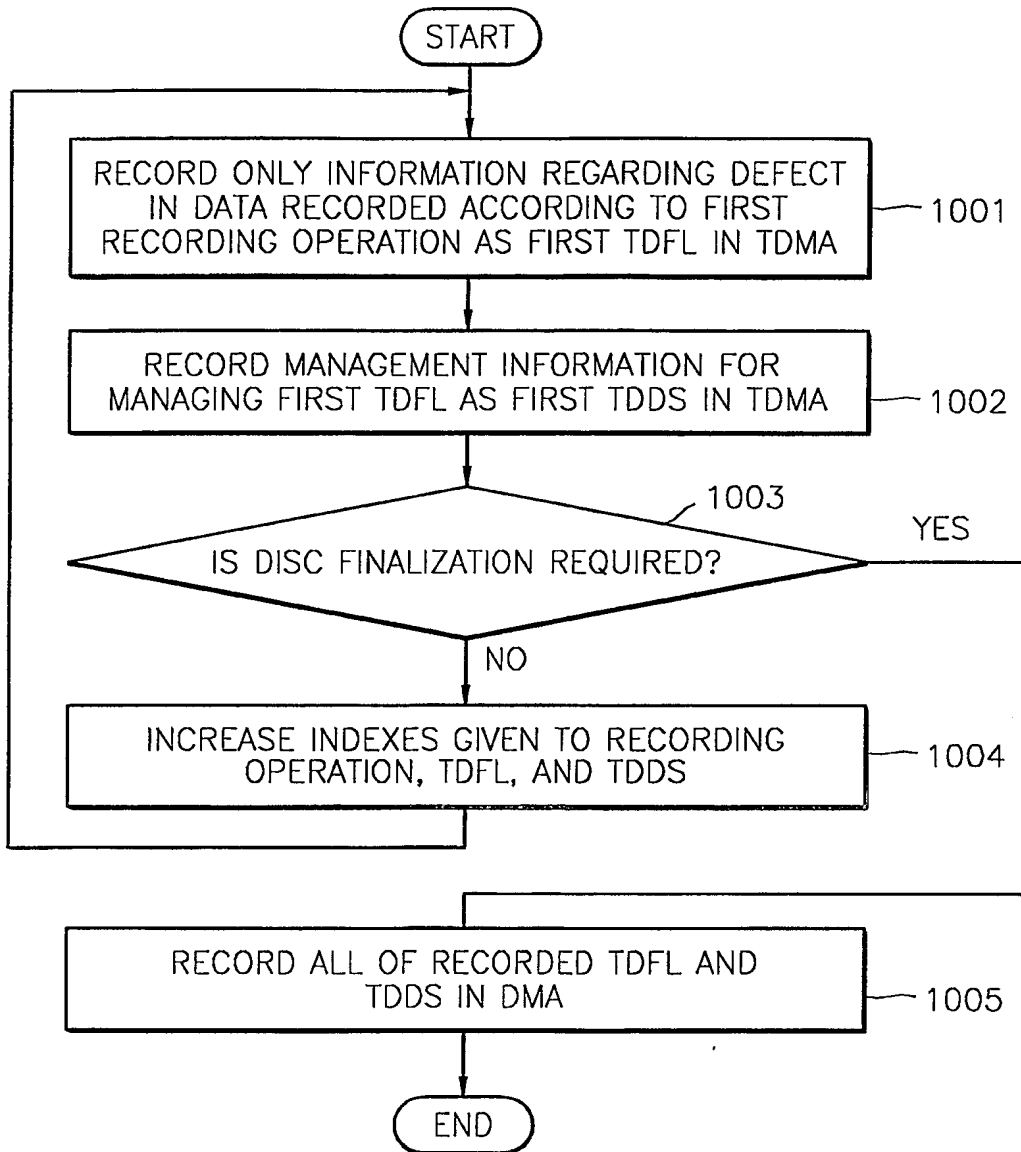 START
RECORD ONLY INFORMATION REGARDING DEFECT
IN DATA RECORDED ACCORDING TO FIRST
RECORDING OPERATION AS FIRST TDFL IN TDMA
1001
RECORD MANAGEMENT INFORMATION FOR
MANAGING FIRST TDFL AS FIRST TDDS IN TDMA
1002
1003
YES
IS DISC FINALIZATION REQUIRED?
NO
INCREASE INDEXES GIVEN TO RECORDING
OPERATION, TDFL, AND TDDS
1004
RECORD ALL OF RECORDED TDFL AND
TDDS IN DMA
1005
END